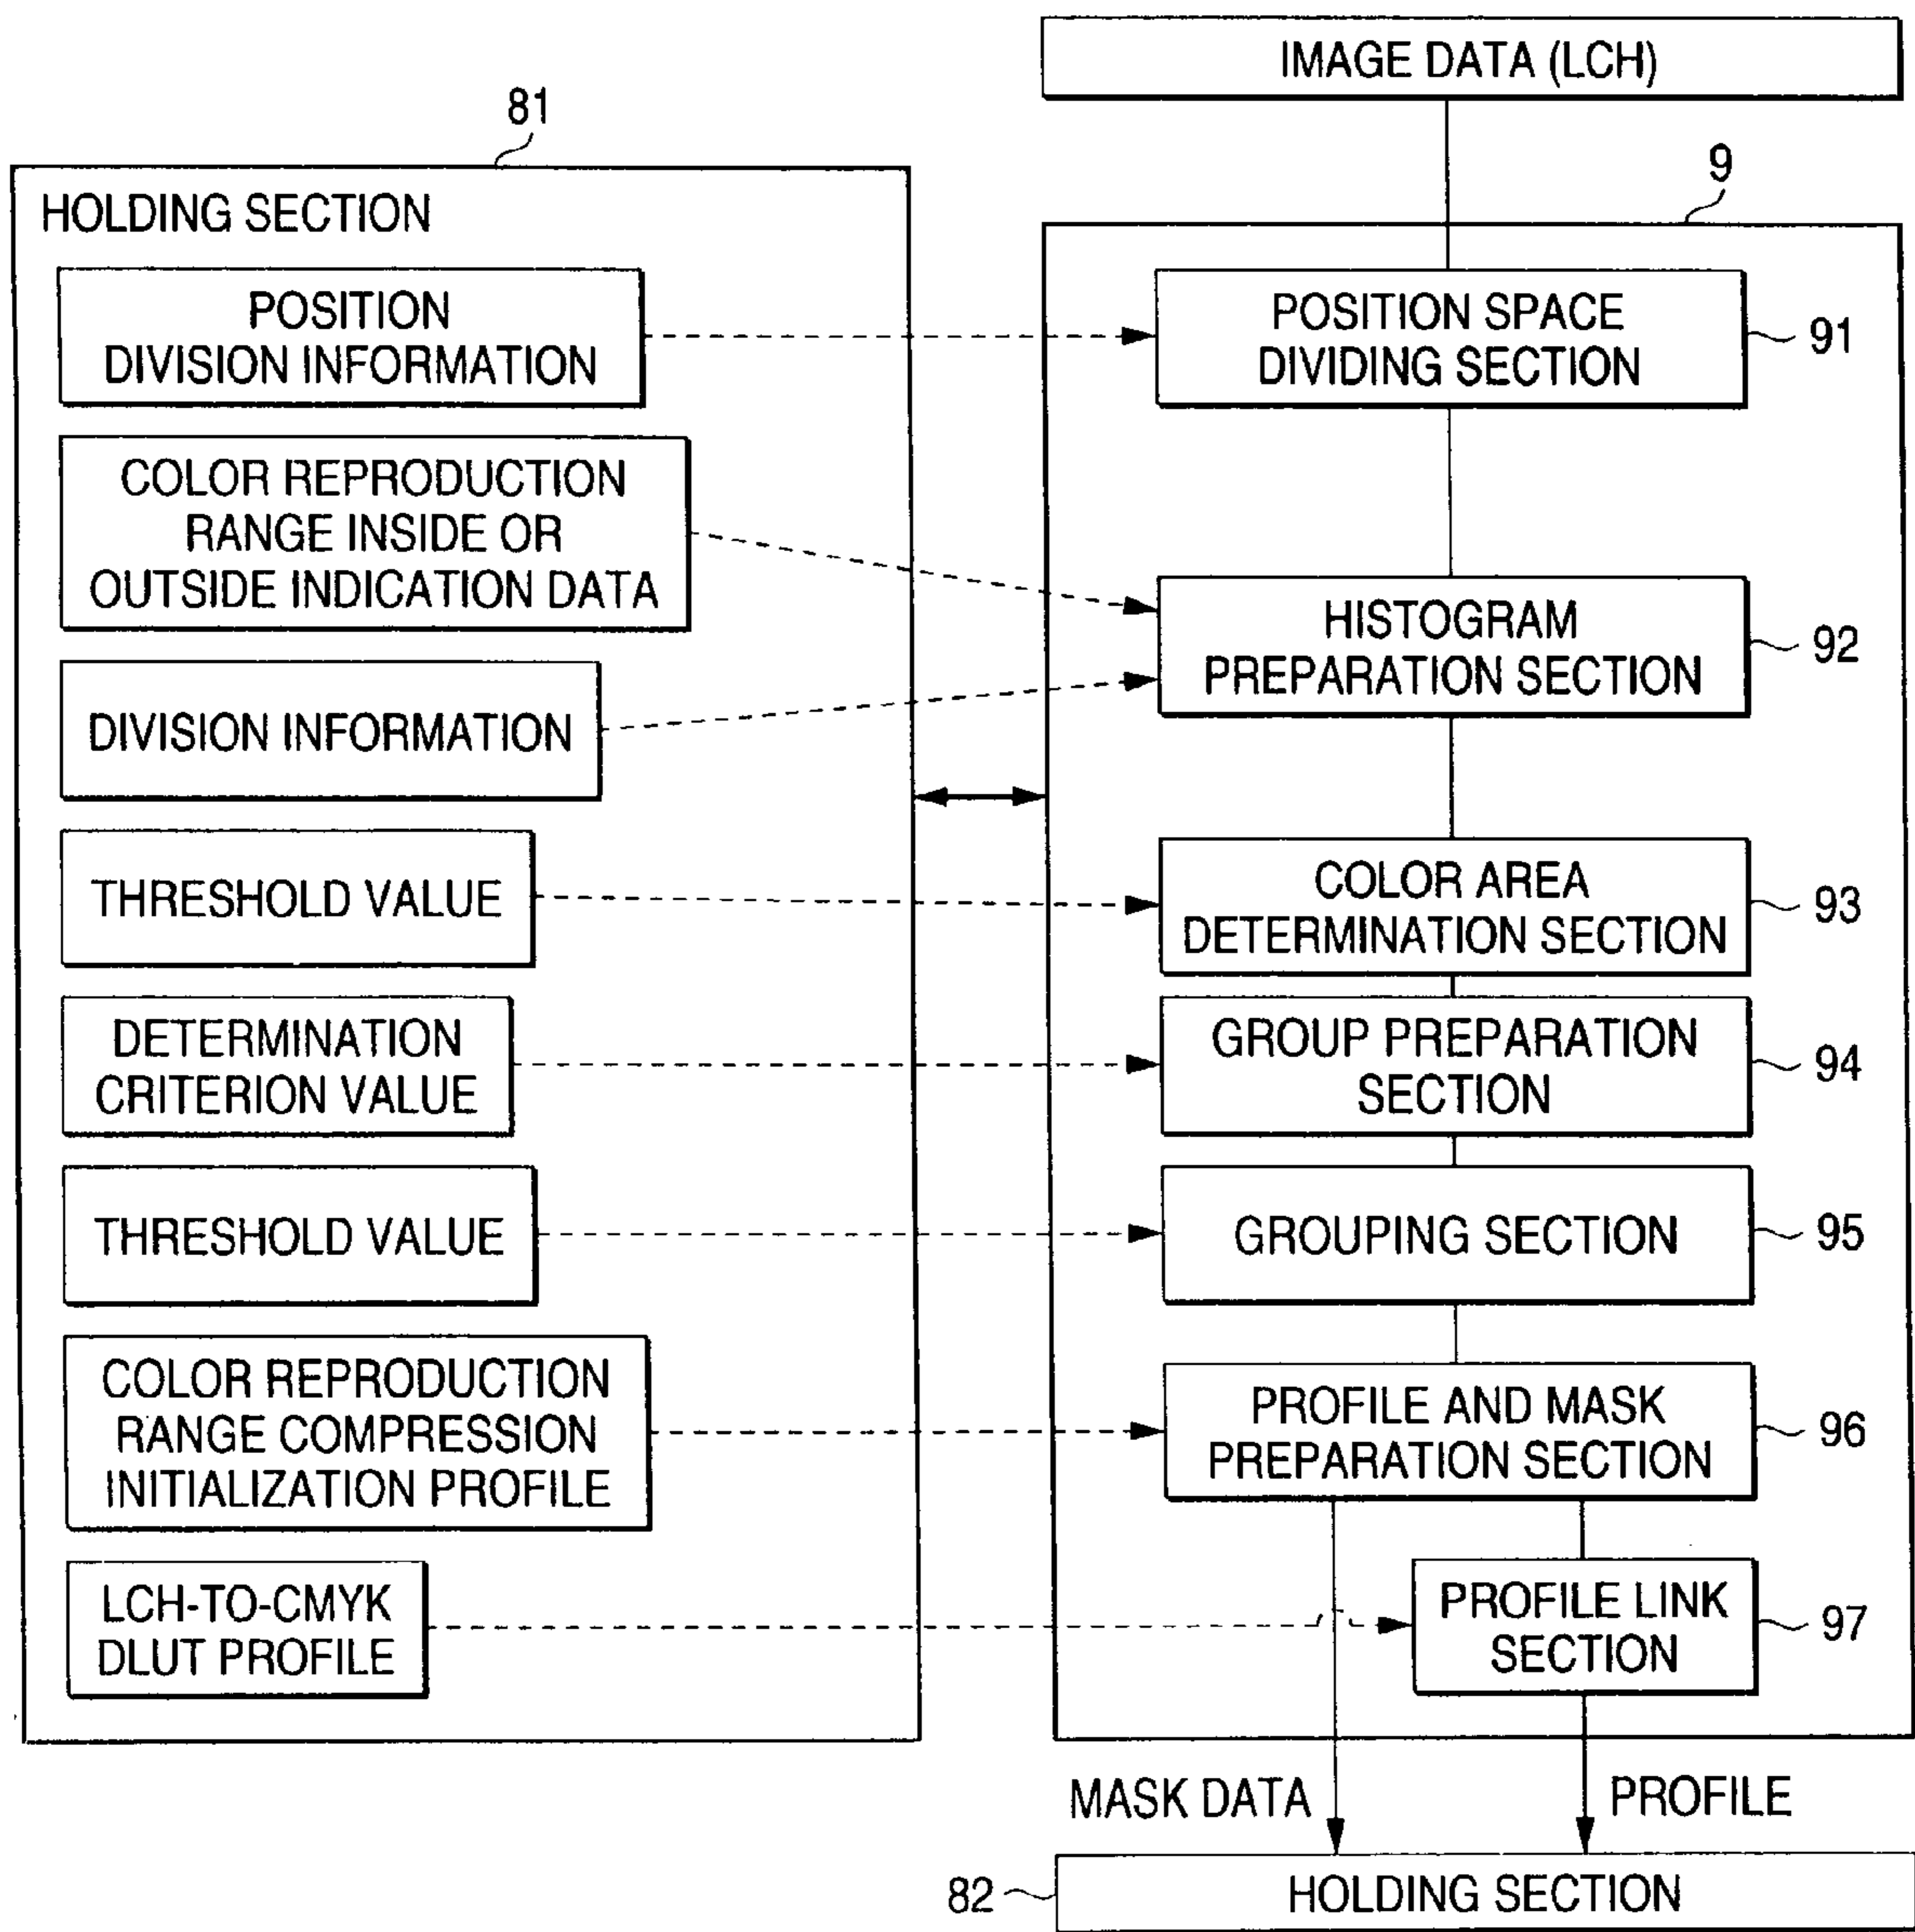 IMAGE DATA (LCH)
81
HOLDING SECTION
POSITION
DIVISION INFORMATION
COLOR REPRODUCTION
RANGE INSIDE OR
OUTSIDE INDICATION DATA
DIVISION INFORMATION
THRESHOLD VALUE
DETERMINATION
CRITERION VALUE
THRESHOLD VALUE
COLOR REPRODUCTION
RANGE COMPRESSION
INITIALIZATION PROFILE
LCH-TO-CMYK
DLUT PROFILE
9
POSITION SPACE
DIVIDING SECTION
91
HISTOGRAM
PREPARATION SECTION
92
COLOR AREA
DETERMINATION SECTION
93
GROUP PREPARATION
SECTION
94
GROUPING SECTION
95
PROFILE AND MASK
PREPARATION SECTION
96
PROFILE LINK
SECTION
97
MASK DATA
PROFILE
82
HOLDING SECTION